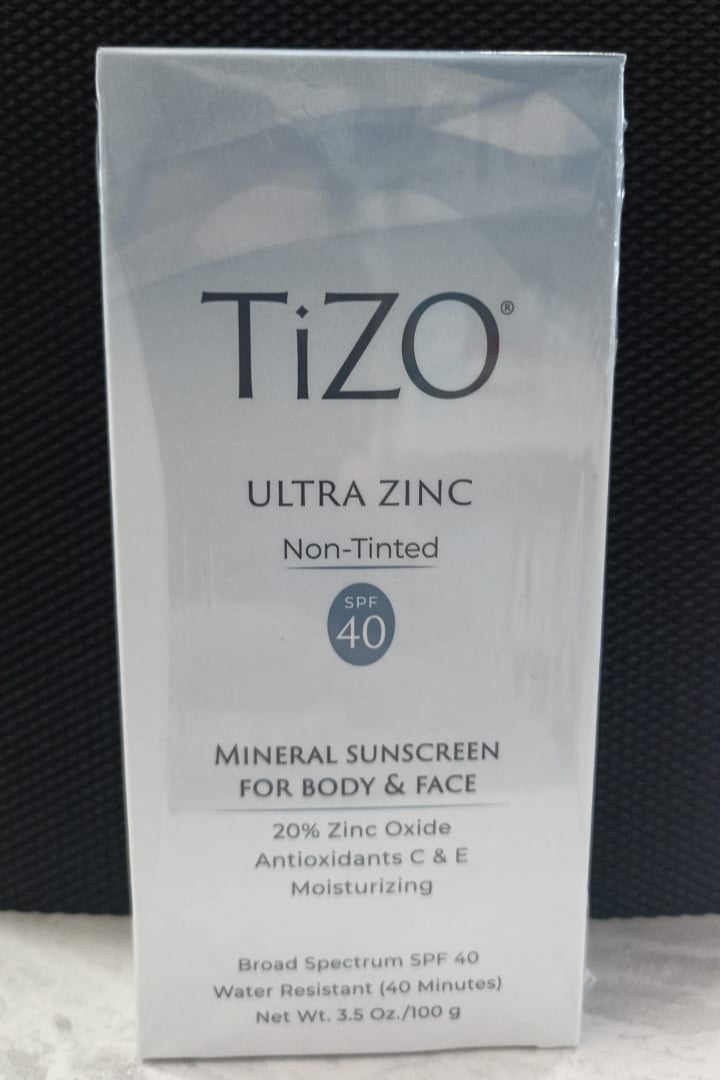 TiZO®
ULTRA ZINC
Non-Tinted
SPF
40
MINERAL SUNSCREEN
FOR BODY & FACE
20% Zinc Oxide
Antioxidants C & E
Moisturizing
Broad Spectrum SPF 40
Water Resistant (40 Minutes)
Net Wt. 3.5 Oz./100 g